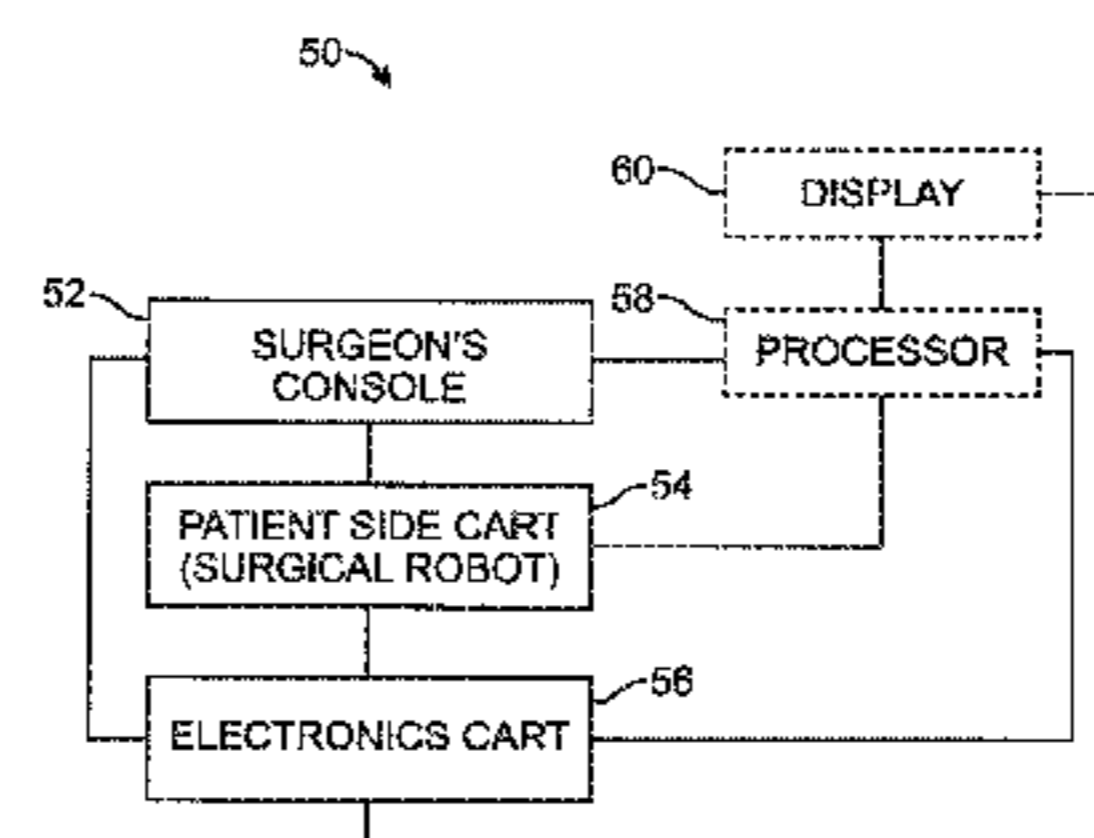 50
60
DISPLAY
52
SURGEON'S
CONSOLE
58
PROCESSOR
54
PATIENT SIDE CART
(SURGICAL ROBOT)
56
ELECTRONICS CART